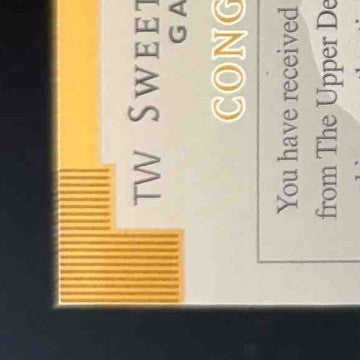 TW SWEET
GA
CONG
You have received
from The Upper De